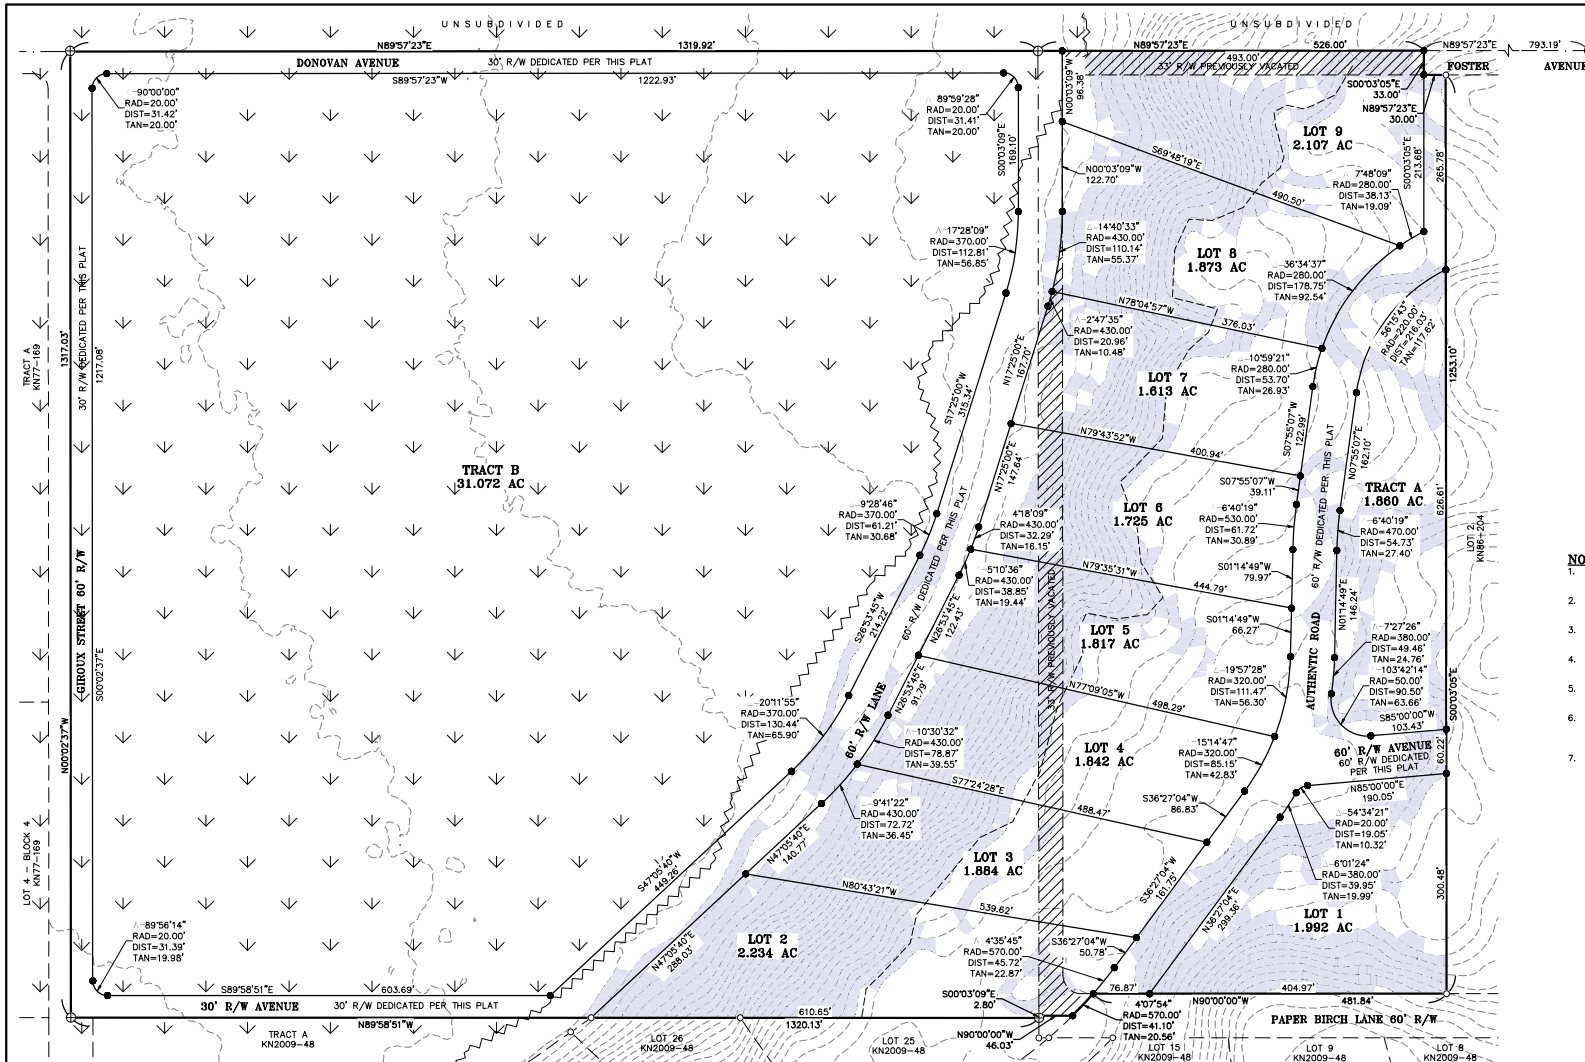 UNSUBDIVIDED
UNSUBDIVIDED
N89°57'23"E
1319.92'
N89°57'23"E
526.00'
N89°57'23"E
793.19'
DONOVAN AVENUE
30' R/W DEDICATED PER THIS PLAT
S89°57'23"W
1222.93'
493.00'
33' R/W PREVIOUSLY VACATED
FOSTER
AVENUE
S00°03'05"E
33.00'
N89°57'23"E
30.00'
△=90°00'00"
RAD=20.00'
DIST=31.42'
TAN=20.00'
△=89°59'28"
RAD=20.00'
DIST=31.41'
TAN=20.00'
N00°03'09"W
96.38'
S00°03'09"E
169.10'
N00°03'09"W
122.70'
LOT 9
2.107 AC
S69°48'19"E
490.50'
S00°03'05"E
213.68'
265.78'
△=7°48'09"
RAD=280.00'
DIST=38.13'
TAN=19.09'
△=17°28'09"
RAD=370.00'
DIST=112.81'
TAN=56.85'
△=14°40'33"
RAD=430.00'
DIST=110.14'
TAN=55.37'
LOT 8
1.873 AC
△=36°34'37"
RAD=280.00'
DIST=178.75'
TAN=92.54'
N78°04'57"W
376.03'
△=2°47'35"
RAD=430.00'
DIST=20.96'
TAN=10.48'
△=56°15'43"
RAD=220.00'
DIST=216.03'
TAN=117.62'
TRACT A
KN77-169
1317.03'
30' R/W DEDICATED PER THIS PLAT
1217.08'
N17°25'00"E
167.70'
S17°25'00"W
315.34'
LOT 7
1.613 AC
△=10°59'21"
RAD=280.00'
DIST=53.70'
TAN=26.93'
1253.10'
N79°43'52"W
400.94'
S07°55'07"W
122.99'
N07°55'07"E
162.10'
TRACT B
31.072 AC
N17°25'00"E
147.64'
S07°55'07"W
39.11'
TRACT A
1.860 AC
△=9°28'46"
RAD=370.00'
DIST=61.21'
TAN=30.68'
△=4°18'09"
RAD=430.00'
DIST=32.29'
TAN=16.15'
LOT 6
1.725 AC
△=6°40'19"
RAD=530.00'
DIST=61.72'
TAN=30.89'
△=6°40'19"
RAD=470.00'
DIST=54.73'
TAN=27.40'
626.61'
LOT 2
KN86-204
60' R/W DEDICATED PER THIS PLAT
60' R/W DEDICATED PER THIS PLAT
△=5°10'36"
RAD=430.00'
DIST=38.85'
TAN=19.44'
N79°35'31"W
444.79'
S01°14'49"W
79.97'
N01°14'49"E
146.24'
NO
1.
2.
3.
4.
5.
6.
7.
GIROUX STREET 60' R/W
S00°02'37"E
S26°53'45"W
214.22'
N26°53'45"E
122.43'
33' R/W PREVIOUSLY VACATED
LOT 5
1.817 AC
S01°14'49"W
66.27'
AUTHENTIC ROAD
△=7°27'26"
RAD=380.00'
DIST=49.46'
TAN=24.76'
△=103°42'14"
RAD=50.00'
DIST=90.50'
TAN=63.66'
S00°03'05"E
N77°09'05"W
498.29'
△=19°57'28"
RAD=320.00'
DIST=111.47'
TAN=56.30'
△=20°11'55"
RAD=370.00'
DIST=130.44'
TAN=65.90'
N26°53'45"E
91.79'
60' R/W LANE
△=10°30'32"
RAD=430.00'
DIST=78.87'
TAN=39.55'
S85°00'00"W
103.43'
60' R/W AVENUE
60' R/W DEDICATED
PER THIS PLAT
60.22'
N00°02'37"W
LOT 4
1.842 AC
△=15°14'47"
RAD=320.00'
DIST=85.15'
TAN=42.83'
S77°24'28"E
488.47'
S36°27'04"W
86.83'
N85°00'00"E
190.05'
△=9°41'22"
RAD=430.00'
DIST=72.72'
TAN=36.45'
△=54°34'21"
RAD=20.00'
DIST=19.05'
TAN=10.32'
△=6°01'24"
RAD=380.00'
DIST=39.95'
TAN=19.99'
LOT 4 - BLOCK 4
KN77-169
S47°05'40"W
449.26'
N47°05'40"E
140.77'
LOT 3
1.884 AC
S36°27'04"W
161.75'
N36°27'04"E
299.36'
300.48'
N80°43'21"W
539.62'
LOT 1
1.992 AC
△=89°56'14"
RAD=20.00'
DIST=31.39'
TAN=19.98'
LOT 2
2.234 AC
N47°05'40"E
288.03'
△=4°35'45"
RAD=570.00'
DIST=45.72'
TAN=22.87'
S36°27'04"W
50.78'
S89°58'51"E
603.69'
30' R/W AVENUE
30' R/W DEDICATED PER THIS PLAT
S00°03'09"E
2.80'
76.87'
N90°00'00"W
404.97'
481.84'
610.65'
N89°58'51"W
1320.13'
N90°00'00"W
46.03'
4°07'54"
RAD=570.00'
DIST=41.10'
TAN=20.56'
PAPER BIRCH LANE 60' R/W
TRACT A
KN2009-48
LOT 26
KN2009-48
LOT 25
KN2009-48
LOT 15
KN2009-48
LOT 9
KN2009-48
LOT 8
KN2009-48